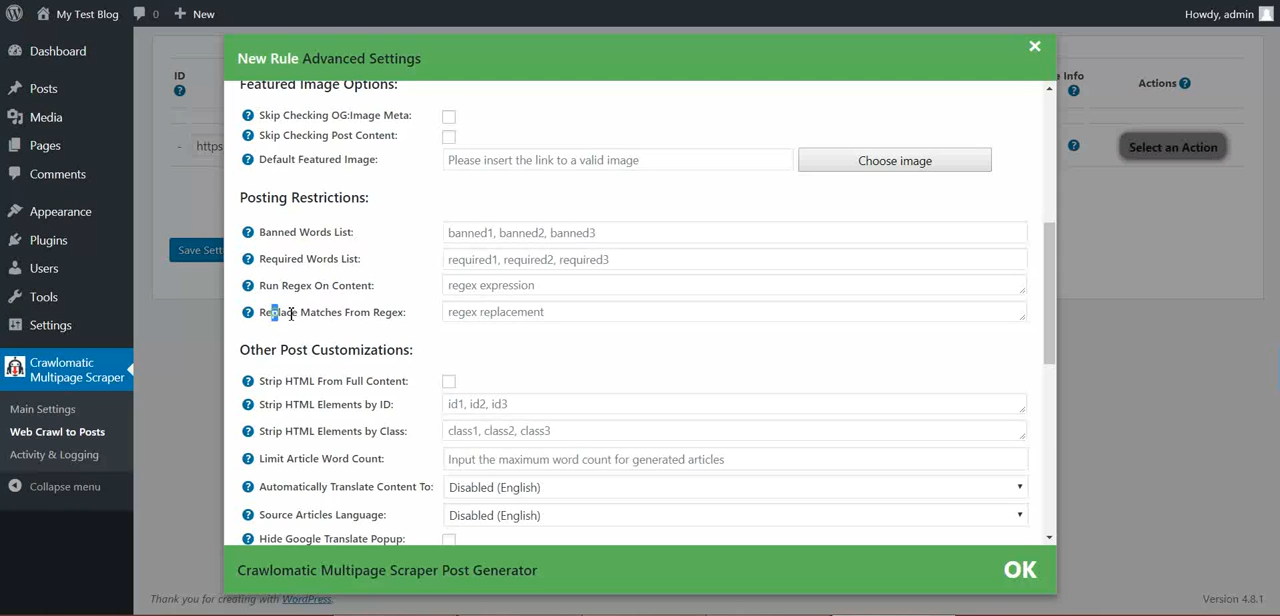 My Test Blog
0
New
Howdy, admin
Dashboard
Posts
Media
Pages
Comments
Appearance
Plugins
Users
Tools
Settings
Crawlomatic
Multipage Scraper
Main Settings
Web Crawl to Posts
Activity & Logging
Collapse menu
ID
Info
Actions
-
https
Select an Action
Save Sett
New Rule Advanced Settings
×
Featured Image Options:
Skip Checking OG:Image Meta:
Skip Checking Post Content:
Default Featured Image:
Please insert the link to a valid image
Choose image
Posting Restrictions:
Banned Words List:
banned1, banned2, banned3
Required Words List:
required1, required2, required3
Run Regex On Content:
regex expression
Replace Matches From Regex:
regex replacement
Other Post Customizations:
Strip HTML From Full Content:
Strip HTML Elements by ID:
id1, id2, id3
Strip HTML Elements by Class:
class1, class2, class3
Limit Article Word Count:
Input the maximum word count for generated articles
Automatically Translate Content To:
Disabled (English)
Source Articles Language:
Disabled (English)
Hide Google Translate Popup:
Crawlomatic Multipage Scraper Post Generator
OK
Thank you for creating with WordPress.
Version 4.8.1